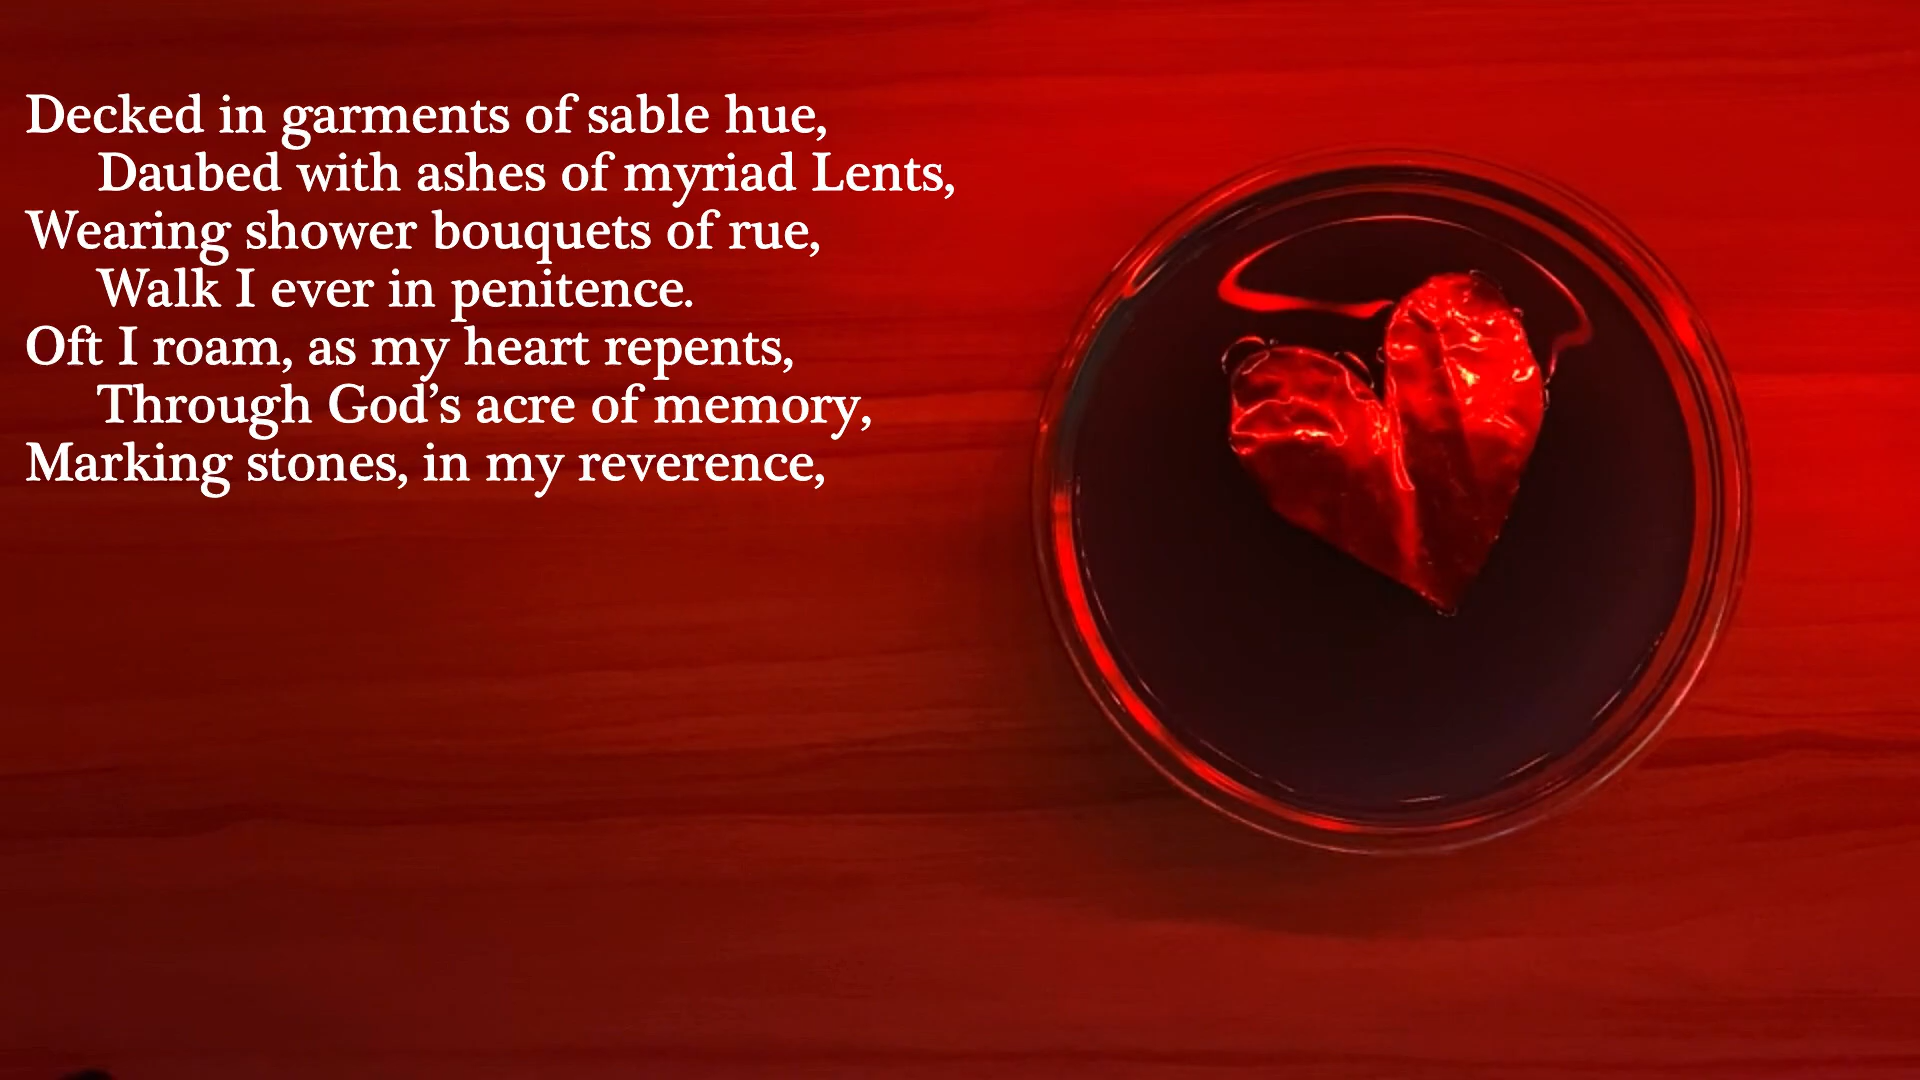 Decked in garments of sable hue,
Daubed with ashes of myriad Lents,
Wearing shower bouquets of rue,
Walk I ever in penitence.
Oft I roam, as my heart repents,
Through God’s acre of memory,
Marking stones, in my reverence,